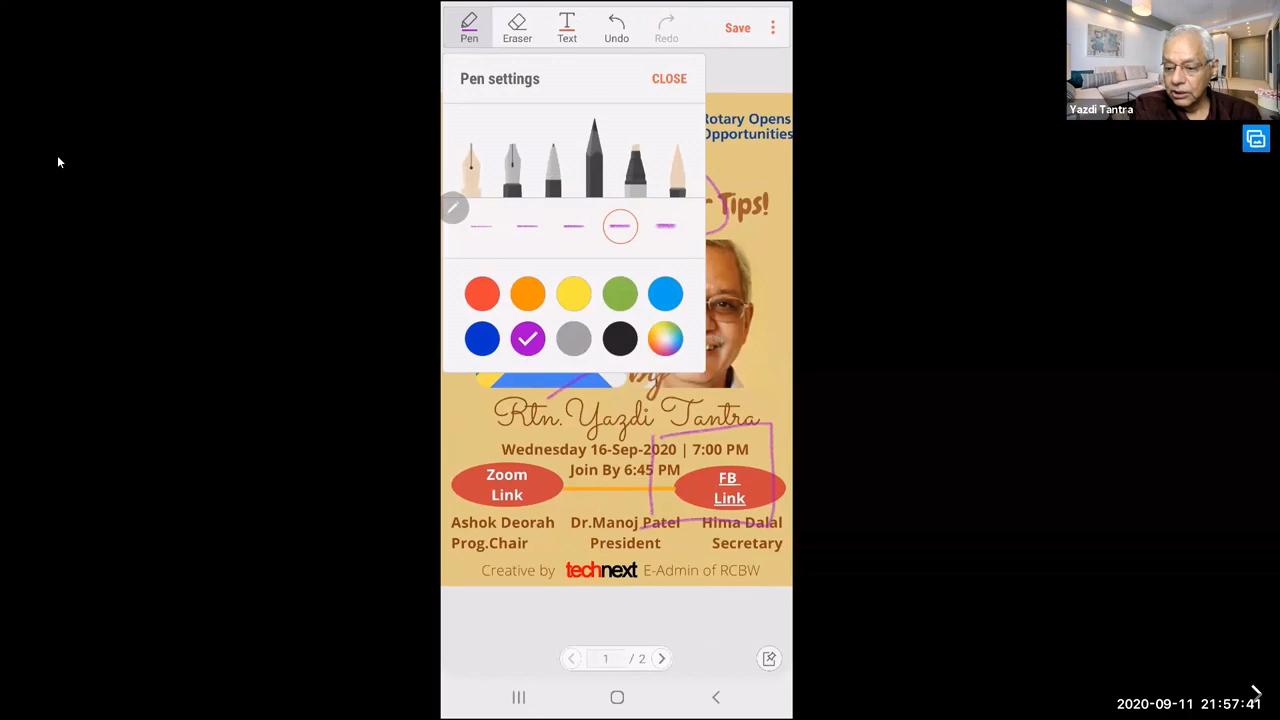 Pen
Eraser
Text
Undo
Redo
Save
Pen settings
CLOSE
Rotary Opens
Opportunities
Tips!
by
Rtn. Yazdi Tantra
Wednesday 16-Sep-2020 | 7:00 PM
Join By 6:45 PM
Zoom
Link
FB
Link
Ashok Deorah
Prog.Chair
Dr.Manoj Patel
President
Hima Dalal
Secretary
Creative by technext E-Admin of RCBW
1 / 2
Yazdi Tantra
2020-09-11 21:57:41